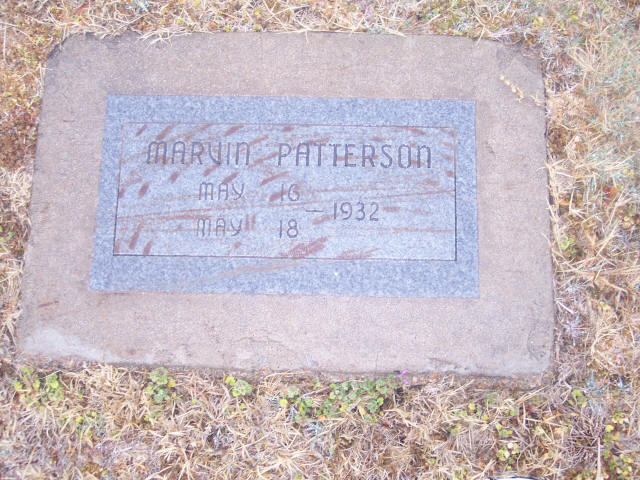 MARVIN PATTERSON
MAY 16
— 1932
MAY 18